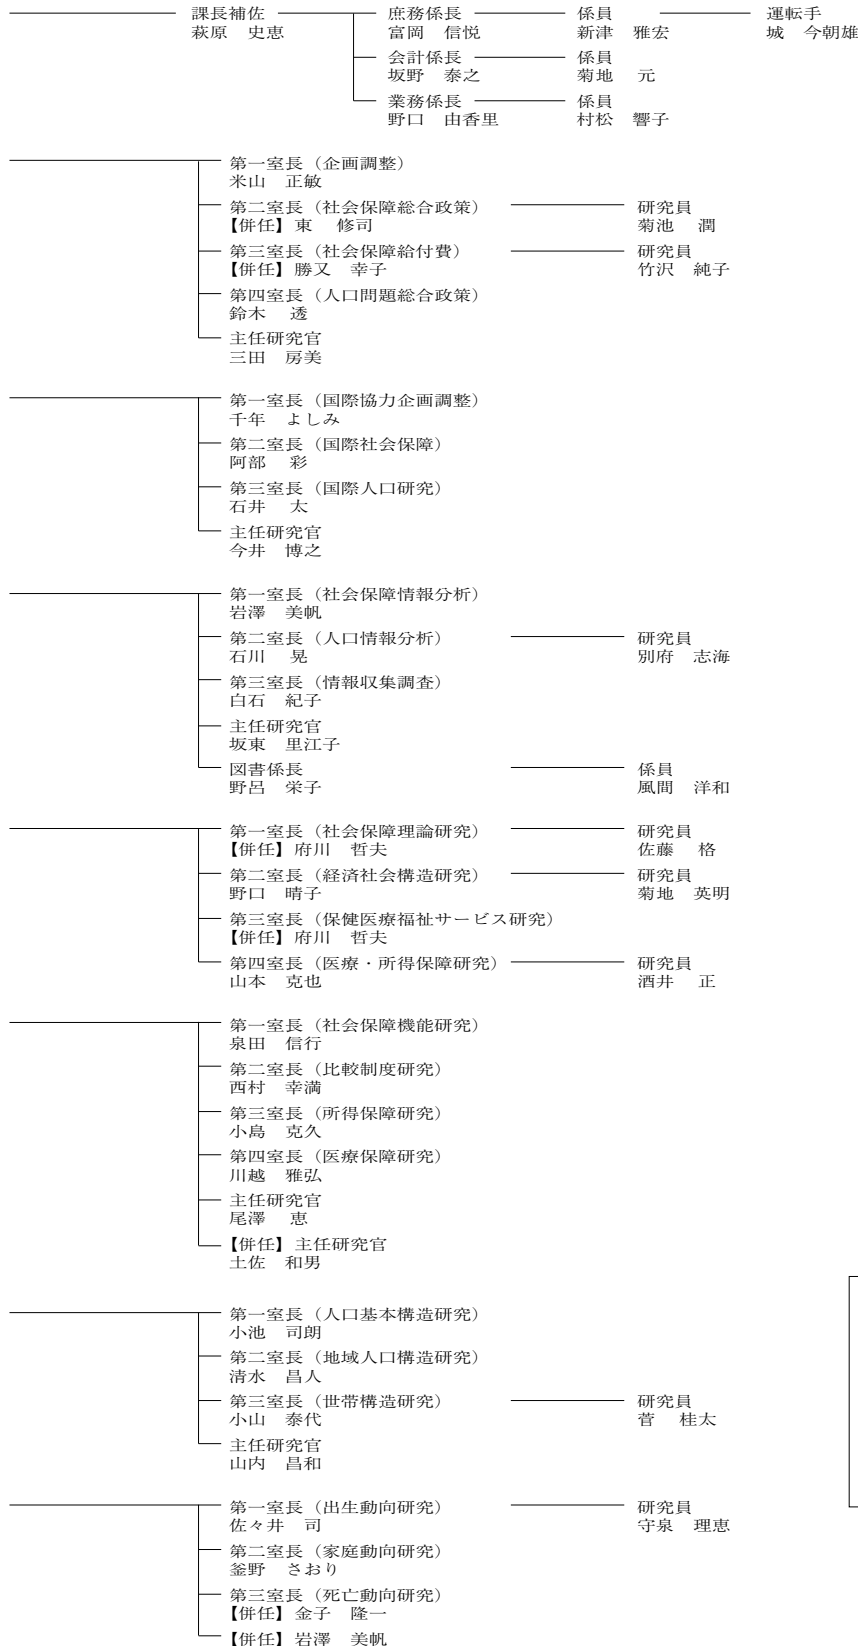 課長補佐 庶務係長 係員 運転手
萩原 史恵 富岡 信悦 新津 雅宏 城 今朝雄
会計係長 係員
坂野 泰之 菊地 元
業務係長 係員
野口 由香里 村松 響子
第一室長（企画調整）
米山 正敏
第二室長（社会保障総合政策） 研究員
【併任】東 修司 菊池 潤
第三室長（社会保障給付費） 研究員
【併任】勝又 幸子 竹沢 純子
第四室長（人口問題総合政策）
鈴木 透
主任研究官
三田 房美
第一室長（国際協力企画調整）
千年 よしみ
第二室長（国際社会保障）
阿部 彩
第三室長（国際人口研究）
石井 太
主任研究官
今井 博之
第一室長（社会保障情報分析）
岩澤 美帆
第二室長（人口情報分析） 研究員
石川 晃 別府 志海
第三室長（情報収集調査）
白石 紀子
主任研究官
坂東 里江子
図書係長 係員
野呂 栄子 風間 洋和
第一室長（社会保障理論研究） 研究員
【併任】府川 哲夫 佐藤 格
第二室長（経済社会構造研究） 研究員
野口 晴子 菊地 英明
第三室長（保健医療福祉サービス研究）
【併任】府川 哲夫
第四室長（医療・所得保障研究） 研究員
山本 克也 酒井 正
第一室長（社会保障機能研究）
泉田 信行
第二室長（比較制度研究）
西村 幸満
第三室長（所得保障研究）
小島 克久
第四室長（医療保障研究）
川越 雅弘
主任研究官
尾澤 恵
【併任】主任研究官
土佐 和男
第一室長（人口基本構造研究）
小池 司朗
第二室長（地域人口構造研究）
清水 昌人
第三室長（世帯構造研究） 研究員
小山 泰代 菅 桂太
主任研究官
山内 昌和
第一室長（出生動向研究） 研究員
佐々井 司 守泉 理恵
第二室長（家庭動向研究）
釜野 さおり
第三室長（死亡動向研究）
【併任】金子 隆一
【併任】岩澤 美帆